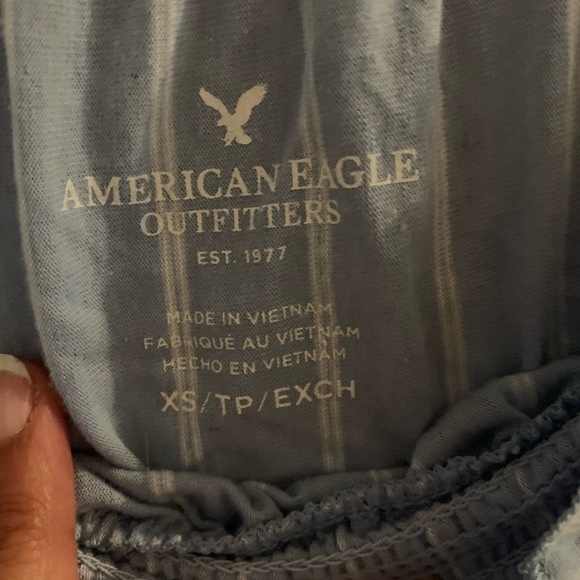 AMERICAN EAGLE
OUTFITTERS
EST. 1977
MADE IN VIETNAM
FABRIQUÉ AU VIETNAM
HECHO EN VIETNAM
XS/TP/EXCH